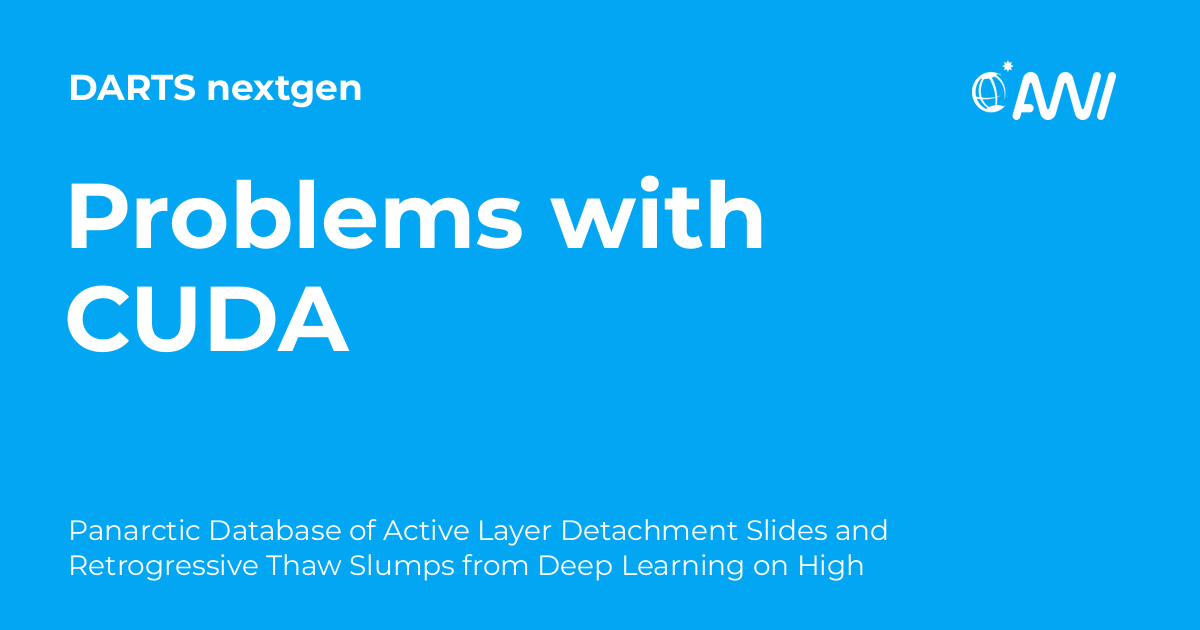 DARTS nextgen
AWI
Problems with
CUDA
Panarctic Database of Active Layer Detachment Slides and
Retrogressive Thaw Slumps from Deep Learning on High